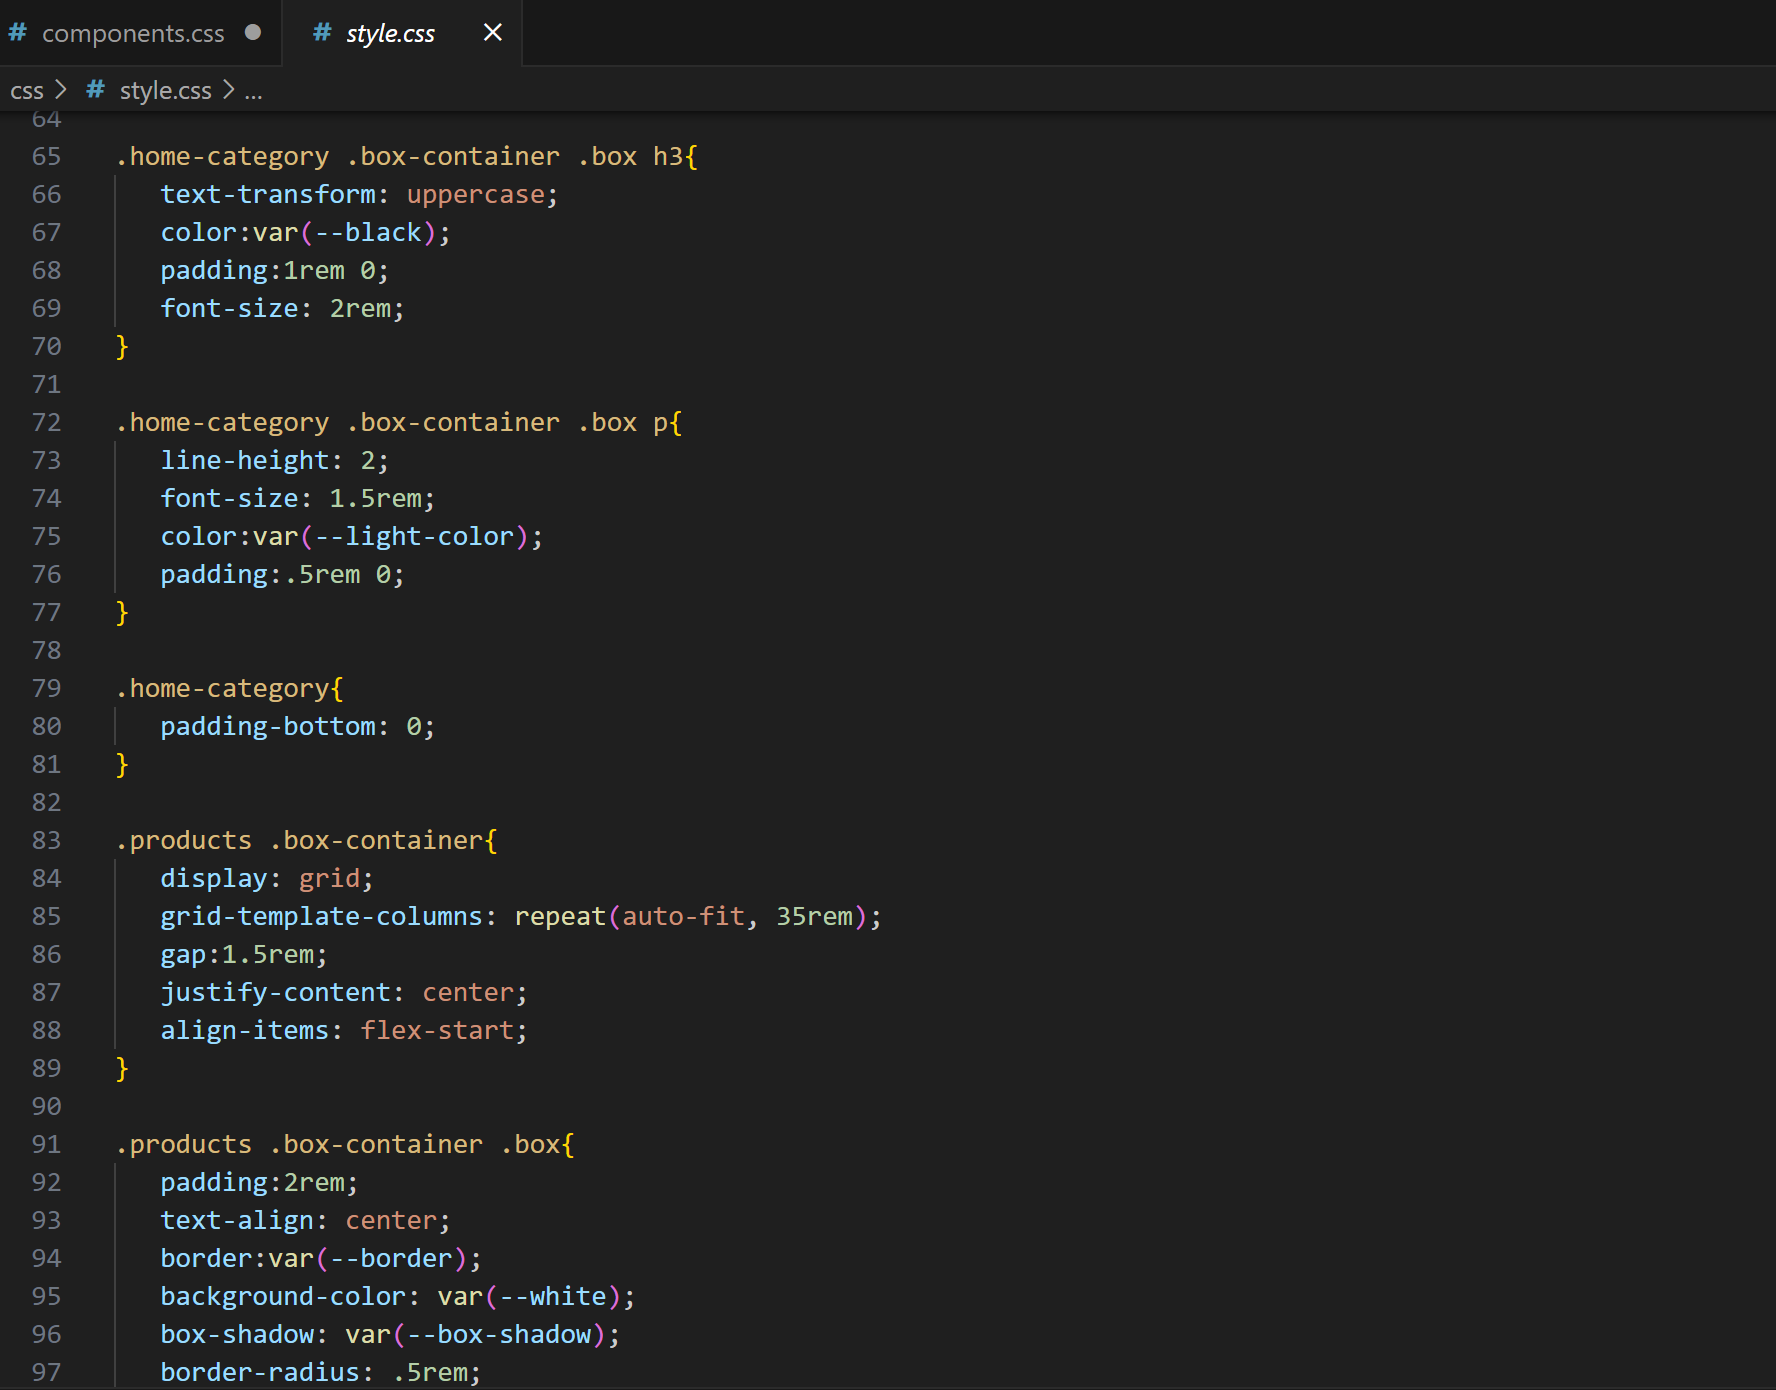 # components.css ● # style.css ×
css > # style.css > ...
64
65 .home-category .box-container .box h3{
66    text-transform: uppercase;
67    color:var(--black);
68    padding:1rem 0;
69    font-size: 2rem;
70 }
71
72 .home-category .box-container .box p{
73    line-height: 2;
74    font-size: 1.5rem;
75    color:var(--light-color);
76    padding:.5rem 0;
77 }
78
79 .home-category{
80    padding-bottom: 0;
81 }
82
83 .products .box-container{
84    display: grid;
85    grid-template-columns: repeat(auto-fit, 35rem);
86    gap:1.5rem;
87    justify-content: center;
88    align-items: flex-start;
89 }
90
91 .products .box-container .box{
92    padding:2rem;
93    text-align: center;
94    border:var(--border);
95    background-color: var(--white);
96    box-shadow: var(--box-shadow);
97    border-radius: .5rem;